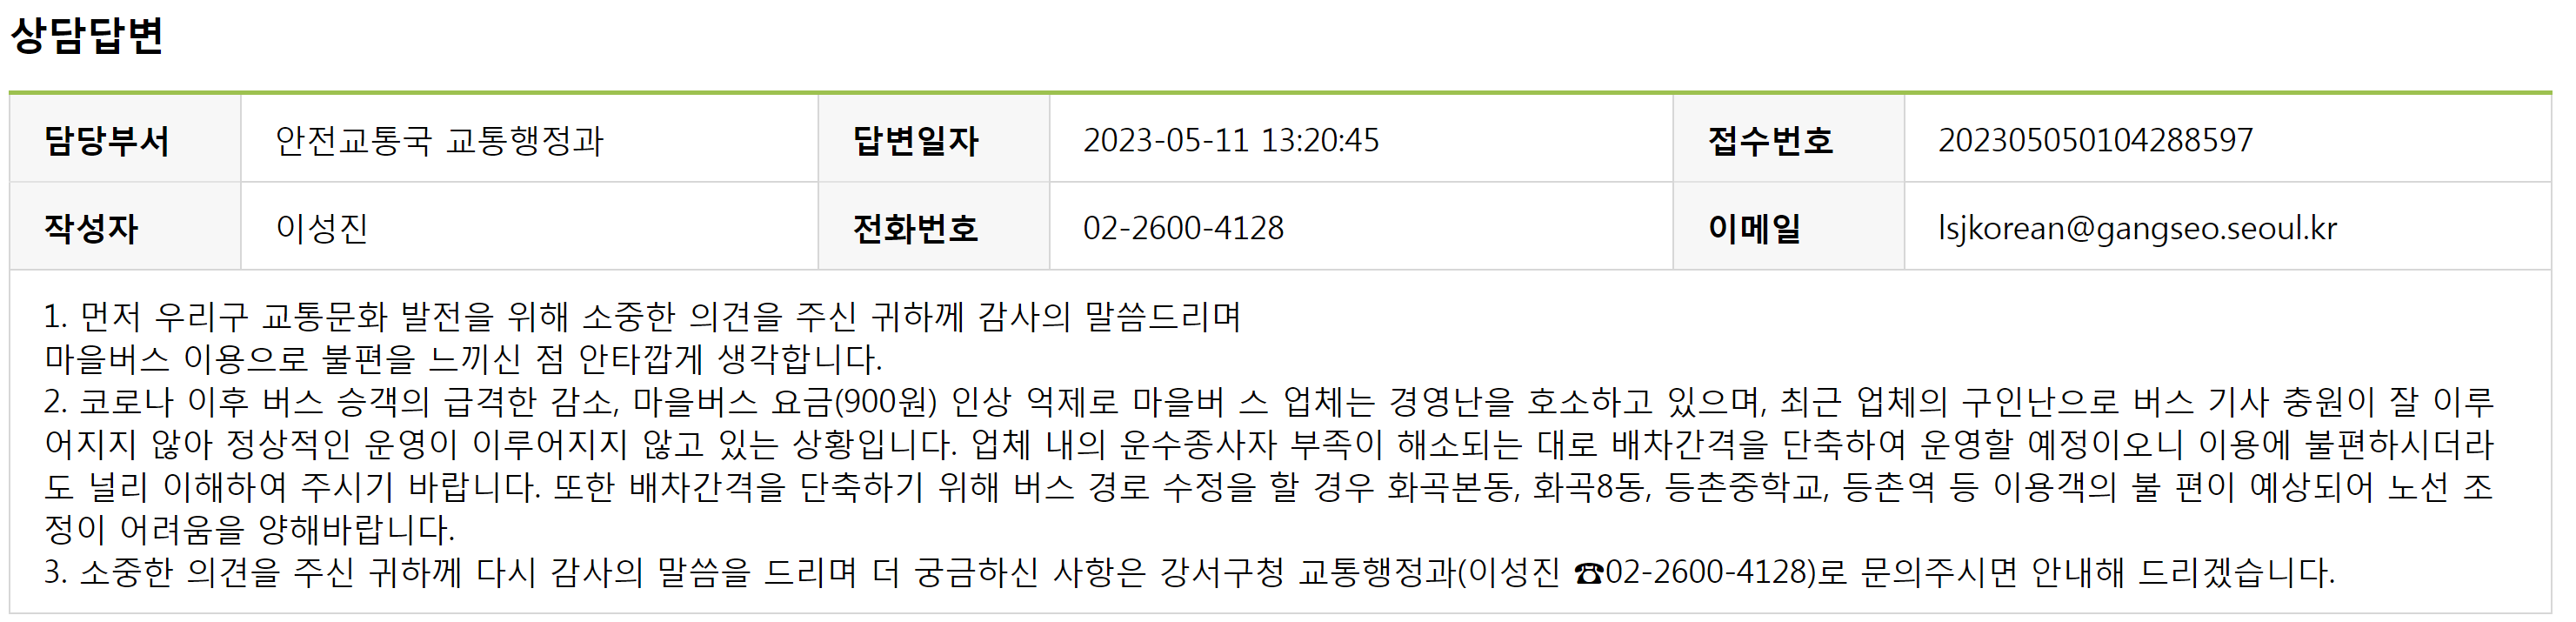 상담답변
담당부서 안전교통국 교통행정과 답변일자 2023-05-11 13:20:45 접수번호 202305050104288597
작성자 이성진 전화번호 02-2600-4128 이메일 lsjkorean@gangseo.seoul.kr
1. 먼저 우리구 교통문화 발전을 위해 소중한 의견을 주신 귀하께 감사의 말씀드리며
마을버스 이용으로 불편을 느끼신 점 안타깝게 생각합니다.
2. 코로나 이후 버스 승객의 급격한 감소, 마을버스 요금(900원) 인상 억제로 마을버 스 업체는 경영난을 호소하고 있으며, 최근 업체의 구인난으로 버스 기사 충원이 잘 이루
어지지 않아 정상적인 운영이 이루어지지 않고 있는 상황입니다. 업체 내의 운수종사자 부족이 해소되는 대로 배차간격을 단축하여 운영할 예정이오니 이용에 불편하시더라
도 널리 이해하여 주시기 바랍니다. 또한 배차간격을 단축하기 위해 버스 경로 수정을 할 경우 화곡본동, 화곡8동, 등촌중학교, 등촌역 등 이용객의 불 편이 예상되어 노선 조
정이 어려움을 양해바랍니다.
3. 소중한 의견을 주신 귀하께 다시 감사의 말씀을 드리며 더 궁금하신 사항은 강서구청 교통행정과(이성진 ☎02-2600-4128)로 문의주시면 안내해 드리겠습니다.